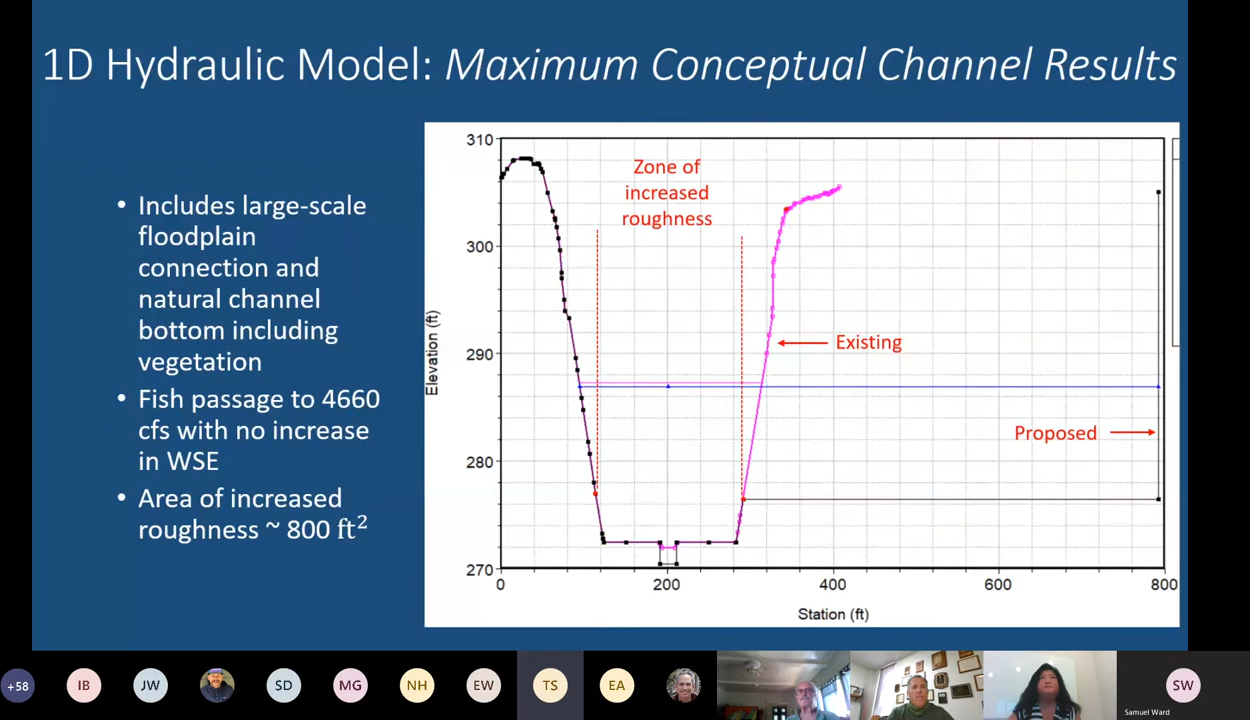 1D Hydraulic Model: Maximum Conceptual Channel Results
• Includes large-scale
floodplain
connection and
natural channel
bottom including
vegetation
• Fish passage to 4660
cfs with no increase
in WSE
• Area of increased
roughness ~ 800 ft²
310
300
290
280
270
Elevation (ft)
Zone of
increased
roughness
Existing
Proposed
0
200
400
600
800
Station (ft)
+58
IB
JW
SD
MG
NH
EW
TS
EA
SW
Samuel Ward